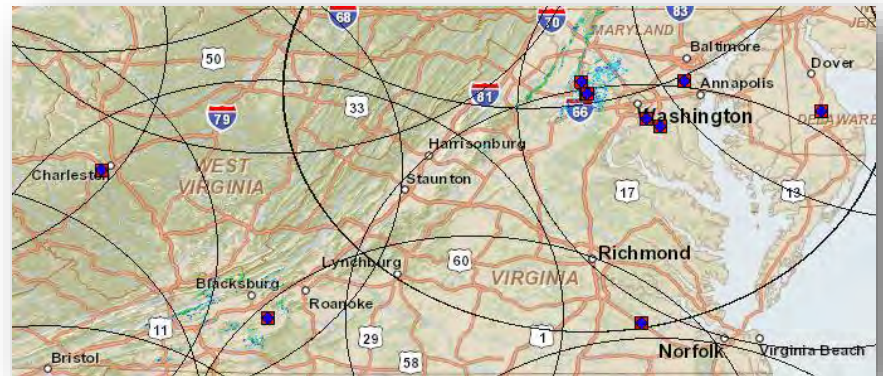 68
70
83
MARYLAND
Baltimore
50
Dover
81
Annapolis
33
79
66
Washington
DELAWARE
Harrisonburg
Charleston
WEST
VIRGINIA
Staunton
17
13
Richmond
60
Lynchburg
VIRGINIA
Blacksburg
Roanoke
11
29
1
Norfolk
Virginia Beach
Bristol
58